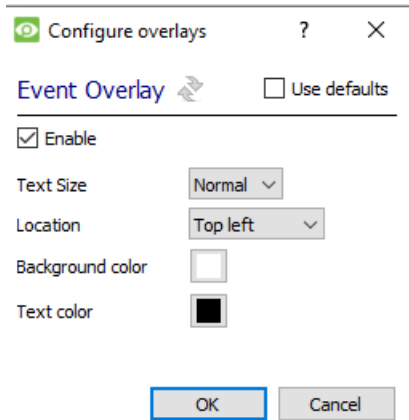 Configure overlays ?
Event Overlay Use defaults
Enable
Text Size Normal
Location Top left
Background color
Text color
OK Cancel